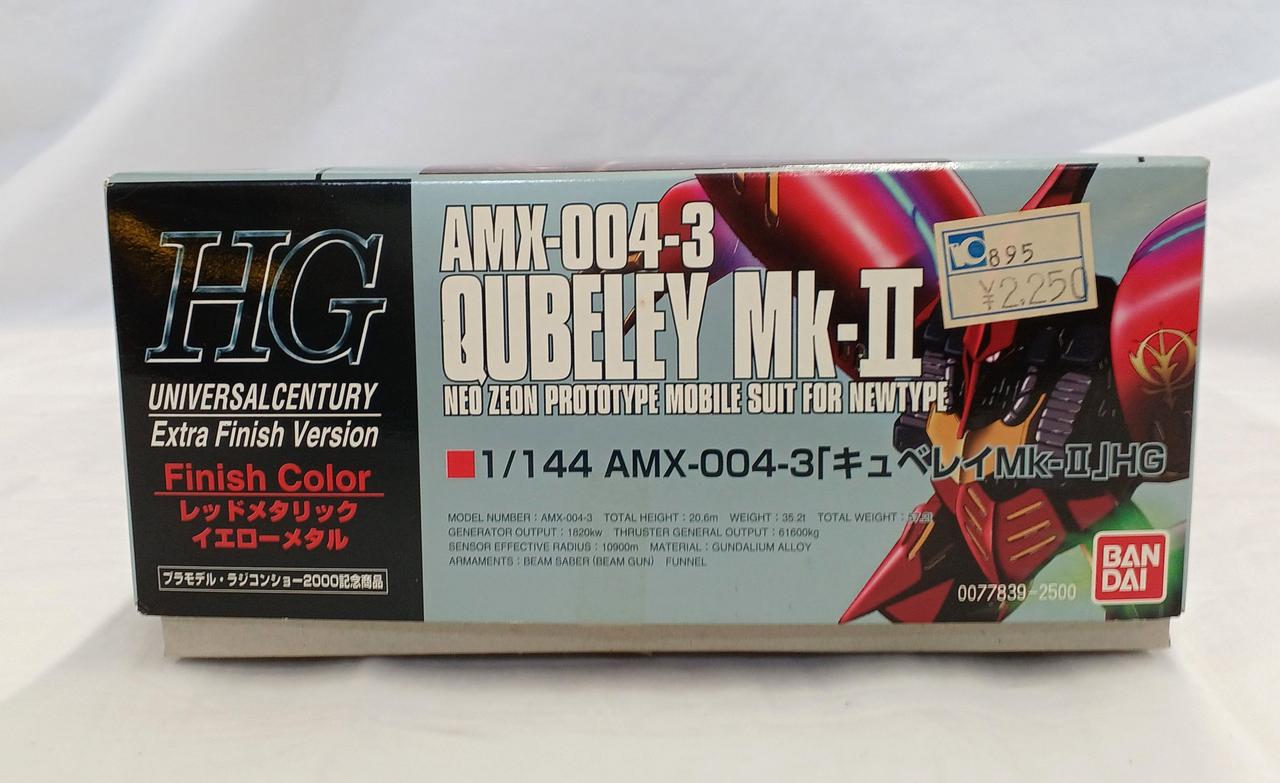 HG
UNIVERSALCENTURY
Extra Finish Version
Finish Color
レッドメタリック
イエローメタル
プラモデル・ラジコンショー2000記念商品
AMX-004-3
QUBELEY Mk-II
NEO ZEON PROTOTYPE MOBILE SUIT FOR NEWTYPE
895
¥2,250
1/144 AMX-004-3「キュベレイMk-II」HG
MODEL NUMBER : AMX-004-3 TOTAL HEIGHT : 20.6m WEIGHT : 35.2t TOTAL WEIGHT :
GENERATOR OUTPUT : 1820kw THRUSTER GENERAL OUTPUT : 61600kg
SENSOR EFFECTIVE RADIUS : 10900m MATERIAL : GUNDALIUM ALLOY
ARMAMENTS : BEAM SABER (BEAM GUN) FUNNEL
0077839-2500
BAN
DAI